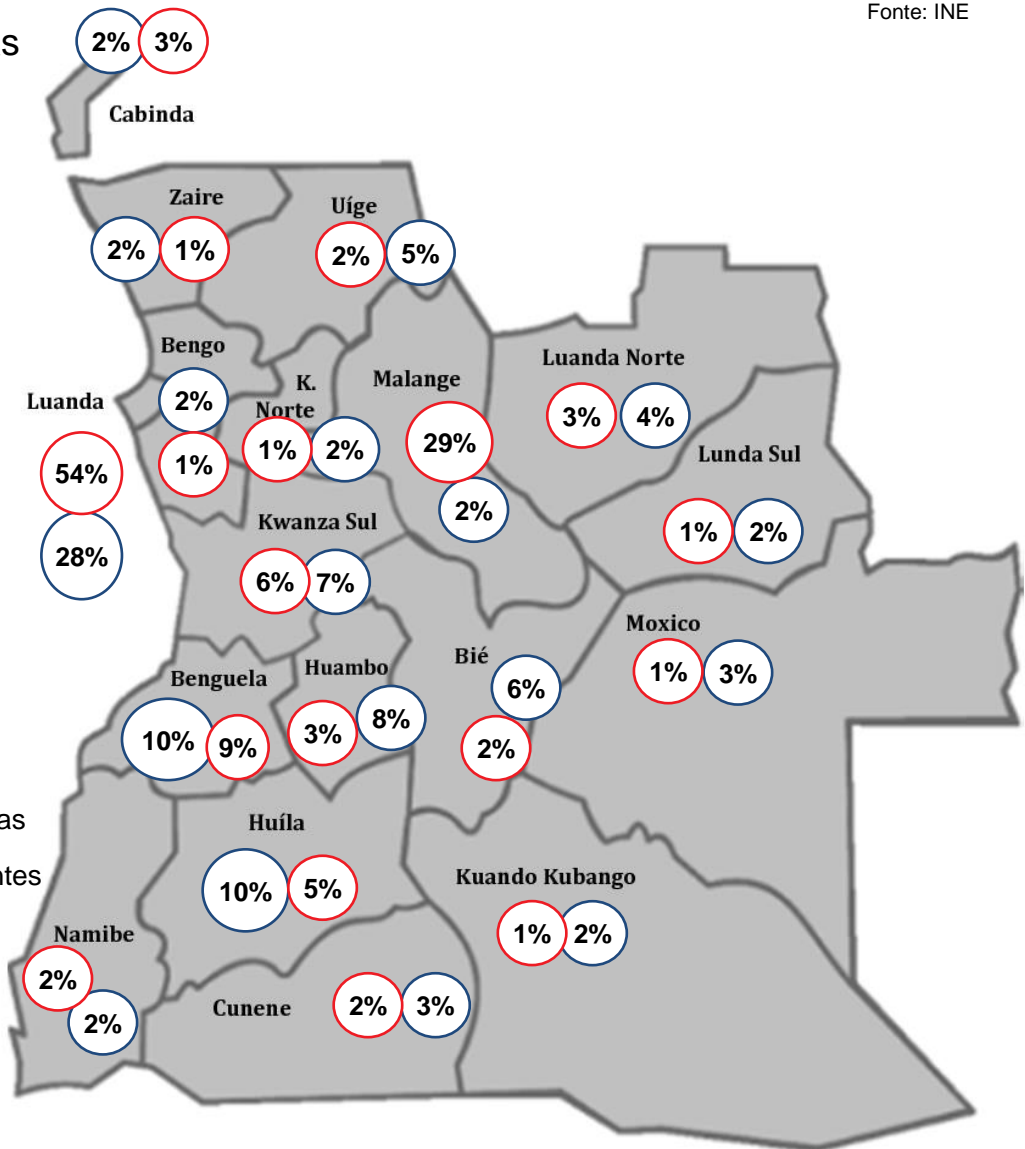 Fonte: INE
s
2% 3%
Cabinda
Zaire
2% 1%
Uíge
2% 5%
Bengo
2%
1%
Luanda
54%
28%
K.
Norte
1% 2%
Malange
29%
2%
Luanda Norte
3% 4%
Lunda Sul
1% 2%
Kwanza Sul
6% 7%
Moxico
1% 3%
Bié
6%
2%
Huambo
3% 8%
Benguela
10% 9%
as
ntes
Huíla
10% 5%
Kuando Kubango
1% 2%
Namibe
2%
2%
Cunene
2% 3%